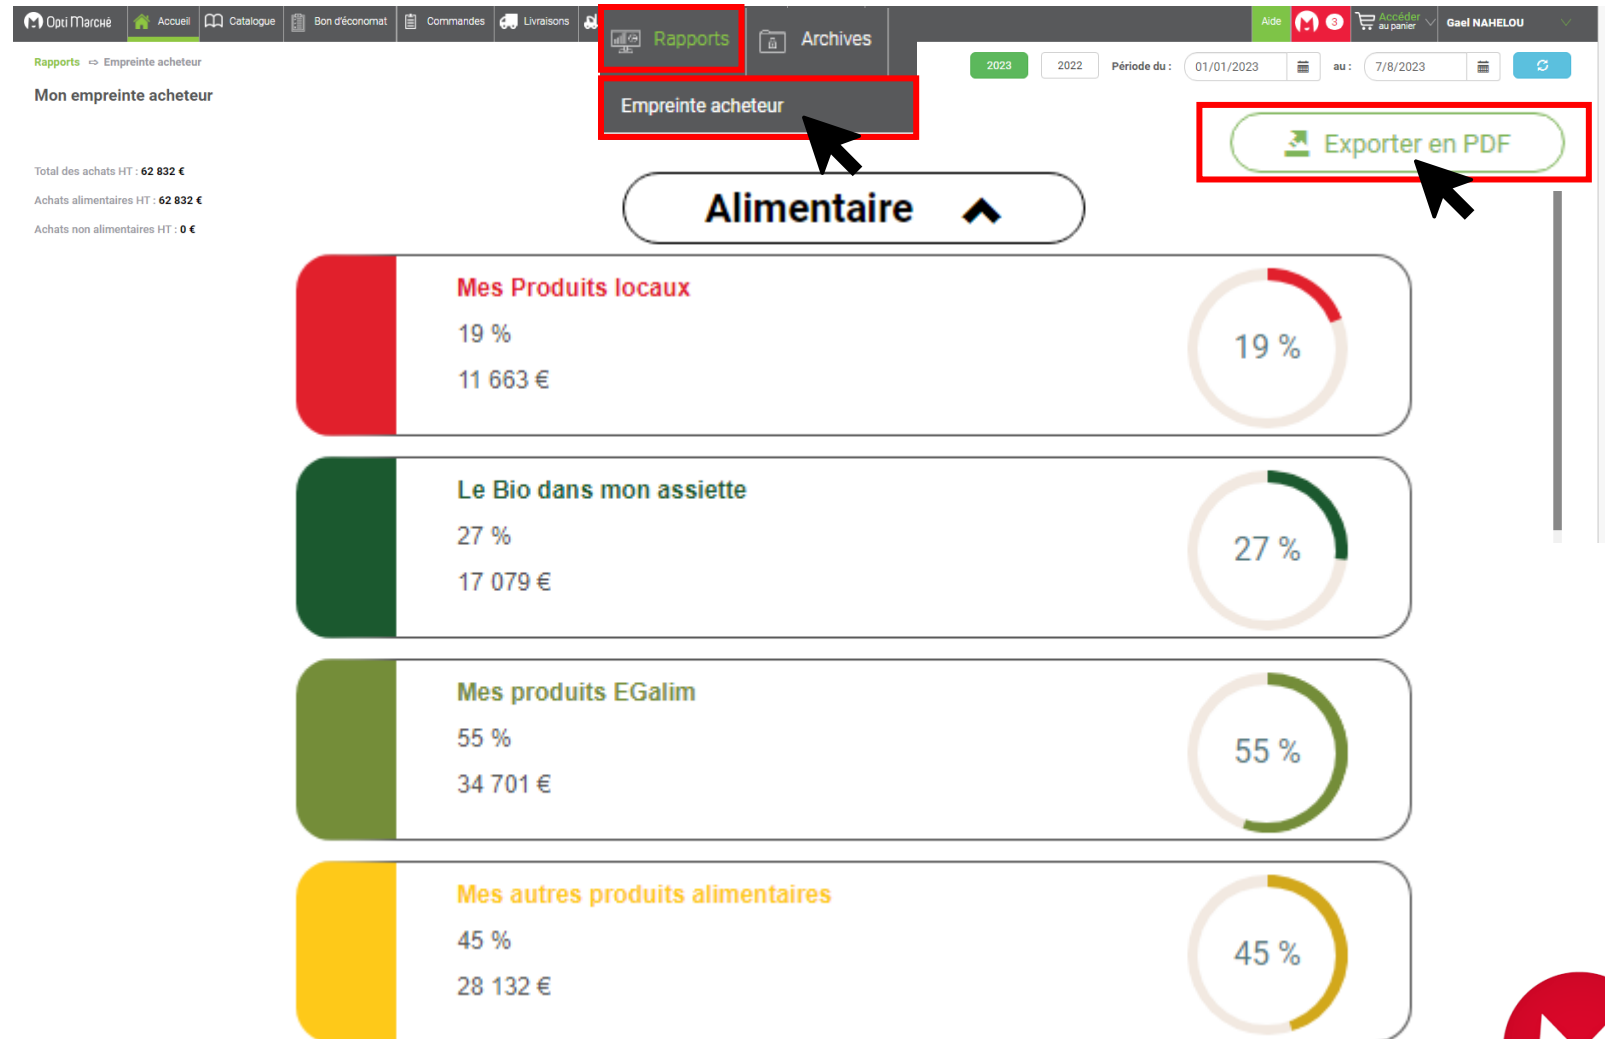 Opti Marché
Accueil
Catalogue
Bon d'économat
Commandes
Livraisons
Rapports
Archives
Aide
3
Accéder
au panier
Gael NAHELOU
Rapports ⇨ Empreinte acheteur
Empreinte acheteur
2023
2022
Période du :
01/01/2023
au :
7/8/2023
Mon empreinte acheteur
Exporter en PDF
Total des achats HT : 62 832 €
Achats alimentaires HT : 62 832 €
Achats non alimentaires HT : 0 €
Alimentaire
Mes Produits locaux
19 %
11 663 €
19 %
Le Bio dans mon assiette
27 %
17 079 €
27 %
Mes produits EGalim
55 %
34 701 €
55 %
Mes autres produits alimentaires
45 %
28 132 €
45 %